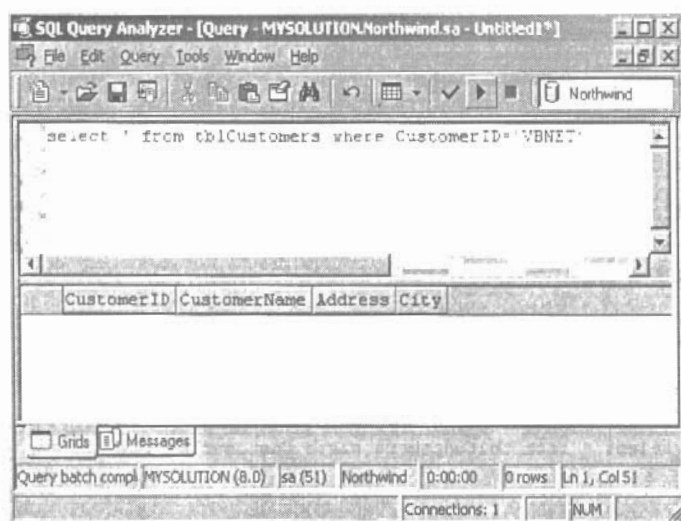 SQL Query Analyzer - [Query - MYSOLUTION.Northwind.sa - Untitled1*]
File Edit Query Tools Window Help
Northwind
select * from tblCustomers where CustomerID='VBNET'
CustomerID CustomerName Address City
Grids Messages
Query batch compl MYSOLUTION (8.0) sa (51) Northwind 0:00:00 0 rows Ln 1, Col 51
Connections: 1 NUM